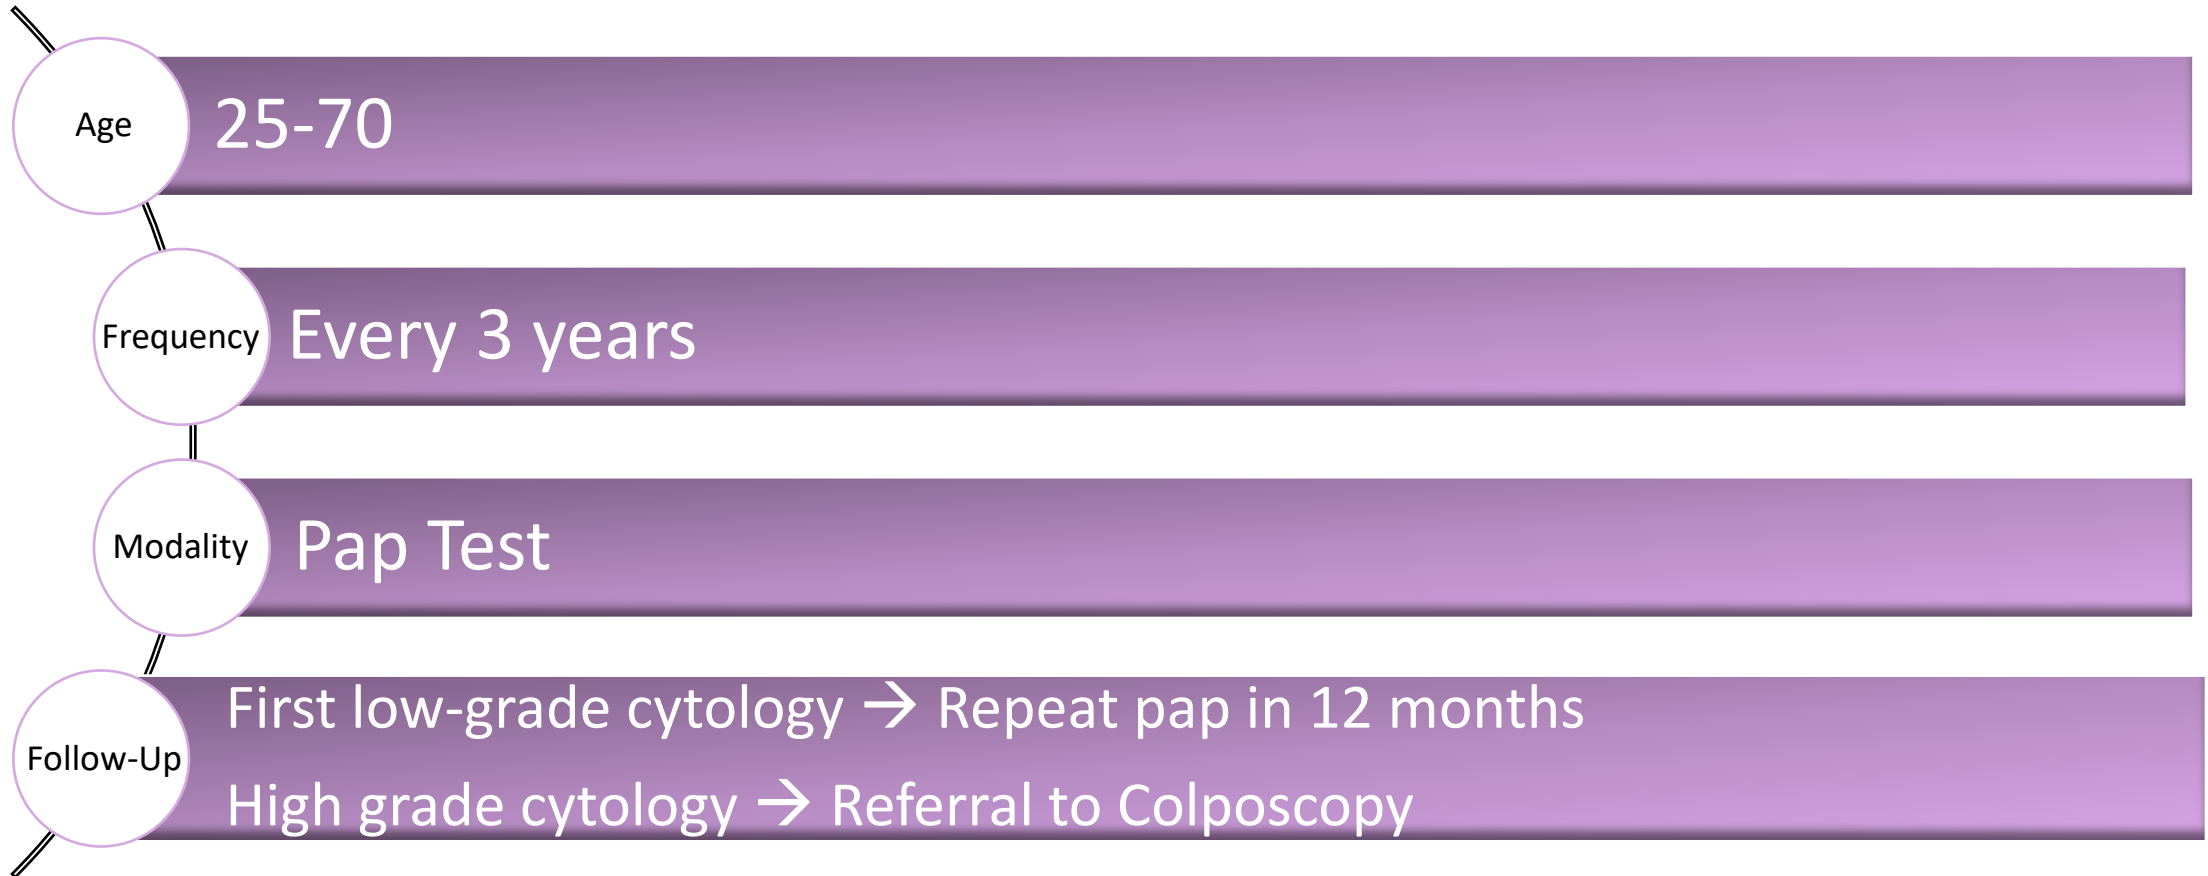 Age
25-70
Frequency
Every 3 years
Modality
Pap Test
Follow-Up
First low-grade cytology → Repeat pap in 12 months
High grade cytology → Referral to Colposcopy